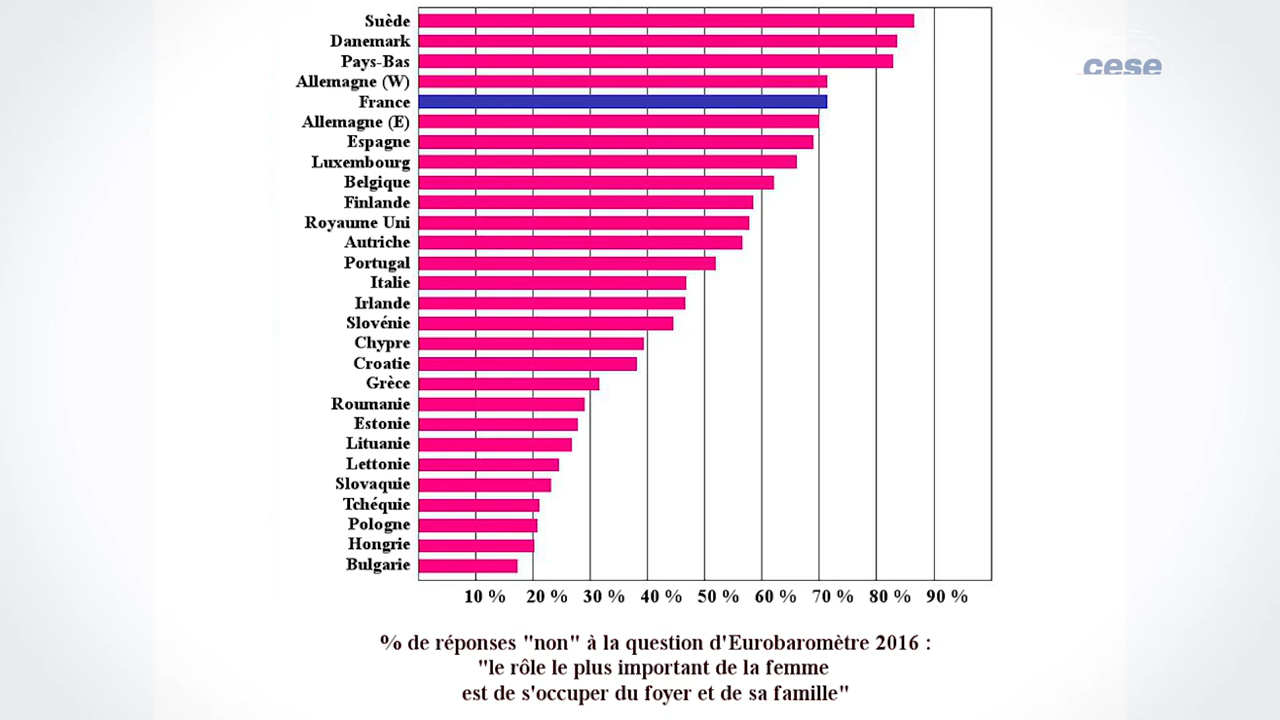 Suède
Danemark
Pays-Bas
Allemagne (W)
France
Allemagne (E)
Espagne
Luxembourg
Belgique
Finlande
Royaume Uni
Autriche
Portugal
Italie
Irlande
Slovénie
Chypre
Croatie
Grèce
Roumanie
Estonie
Lituanie
Lettonie
Slovaquie
Tchéquie
Pologne
Hongrie
Bulgarie
10 % 20 % 30 % 40 % 50 % 60 % 70 % 80 % 90 %
% de réponses "non" à la question d'Eurobaromètre 2016 :
"le rôle le plus important de la femme
est de s'occuper du foyer et de sa famille"
cese